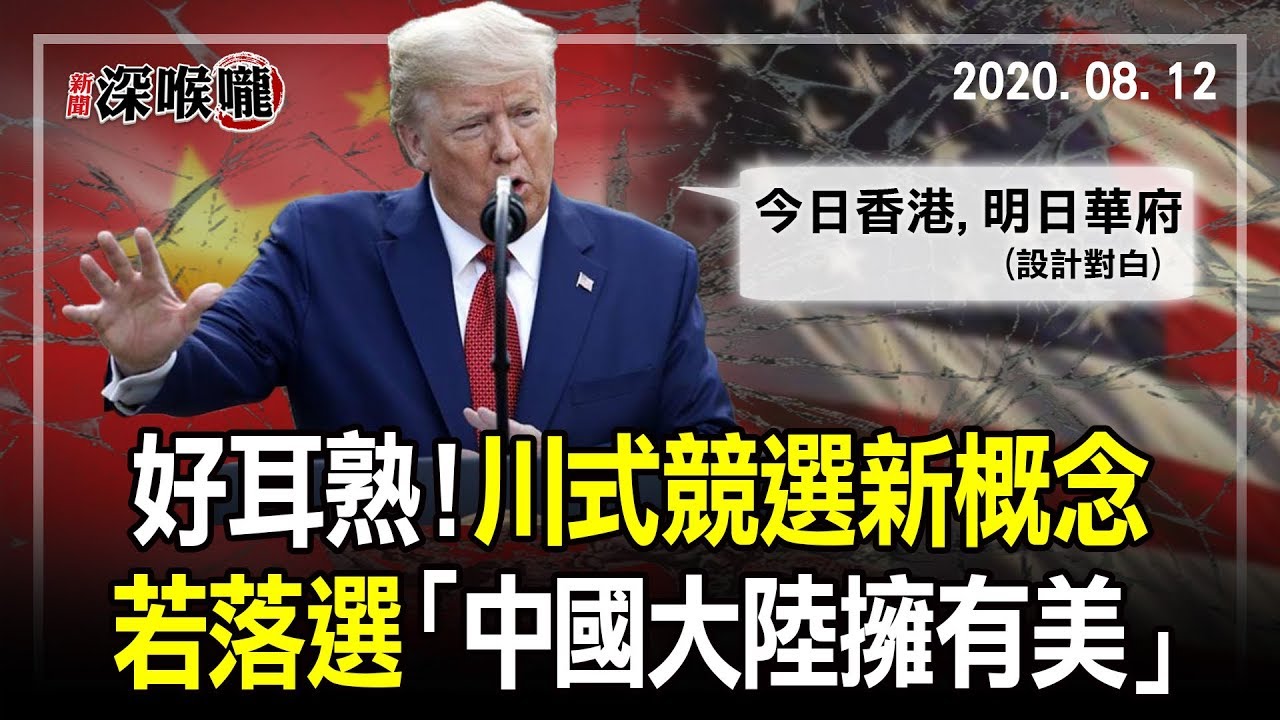 新聞
深喉嚨
2020.08.12
今日香港, 明日華府
(設計對白)
好耳熟!川式競選新概念
若落選「中國大陸擁有美」